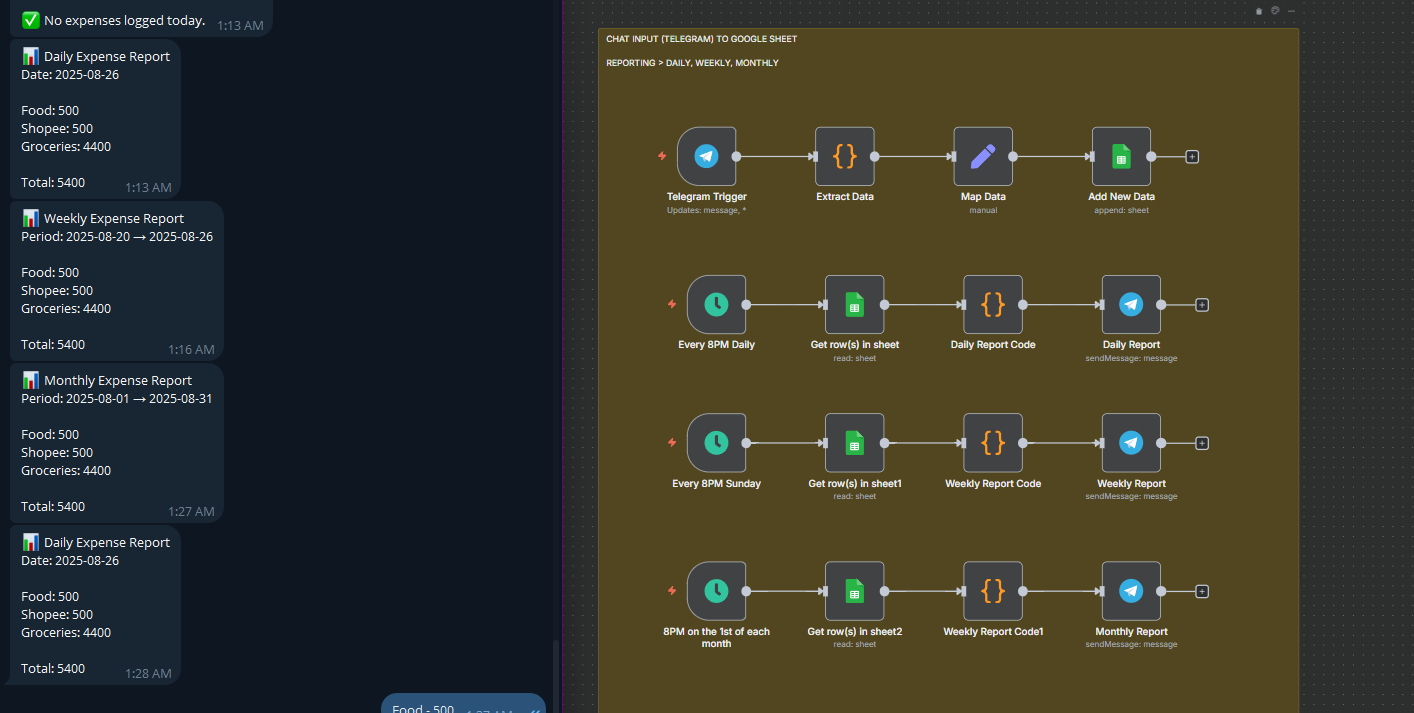 ✅ No expenses logged today.
1:13 AM
📊 Daily Expense Report
Date: 2025-08-26
Food: 500
Shopee: 500
Groceries: 4400
Total: 5400
1:13 AM
📊 Weekly Expense Report
Period: 2025-08-20 → 2025-08-26
Food: 500
Shopee: 500
Groceries: 4400
Total: 5400
1:16 AM
📊 Monthly Expense Report
Period: 2025-08-01 → 2025-08-31
Food: 500
Shopee: 500
Groceries: 4400
Total: 5400
1:27 AM
📊 Daily Expense Report
Date: 2025-08-26
Food: 500
Shopee: 500
Groceries: 4400
Total: 5400
1:28 AM
Food - 500
CHAT INPUT (TELEGRAM) TO GOOGLE SHEET
REPORTING > DAILY, WEEKLY, MONTHLY
Telegram Trigger
Updates: message, *
Extract Data
Map Data
manual
Add New Data
append: sheet
Every 8PM Daily
Get row(s) in sheet
read: sheet
Daily Report Code
Daily Report
sendMessage: message
Every 8PM Sunday
Get row(s) in sheet1
read: sheet
Weekly Report Code
Weekly Report
sendMessage: message
8PM on the 1st of each
month
Get row(s) in sheet2
read: sheet
Weekly Report Code1
Monthly Report
sendMessage: message